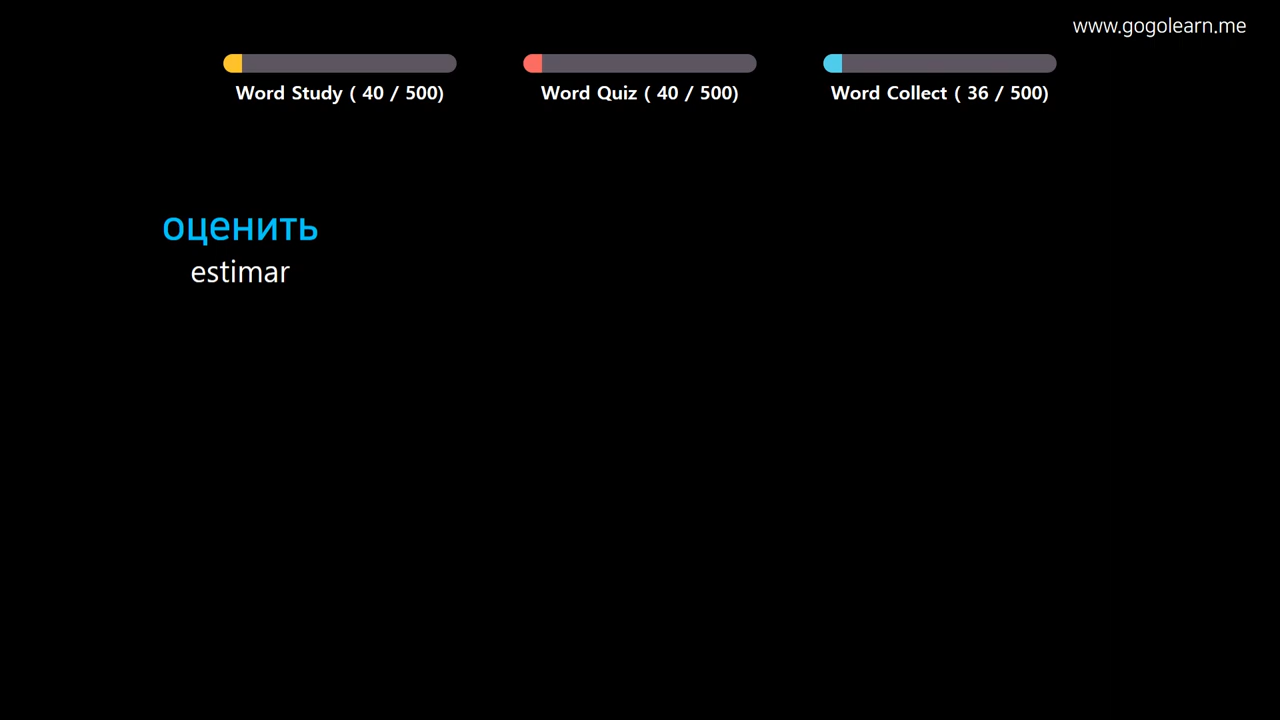 www.gogolearn.me
Word Study ( 40 / 500)
Word Quiz ( 40 / 500)
Word Collect ( 36 / 500)
оценить
estimar